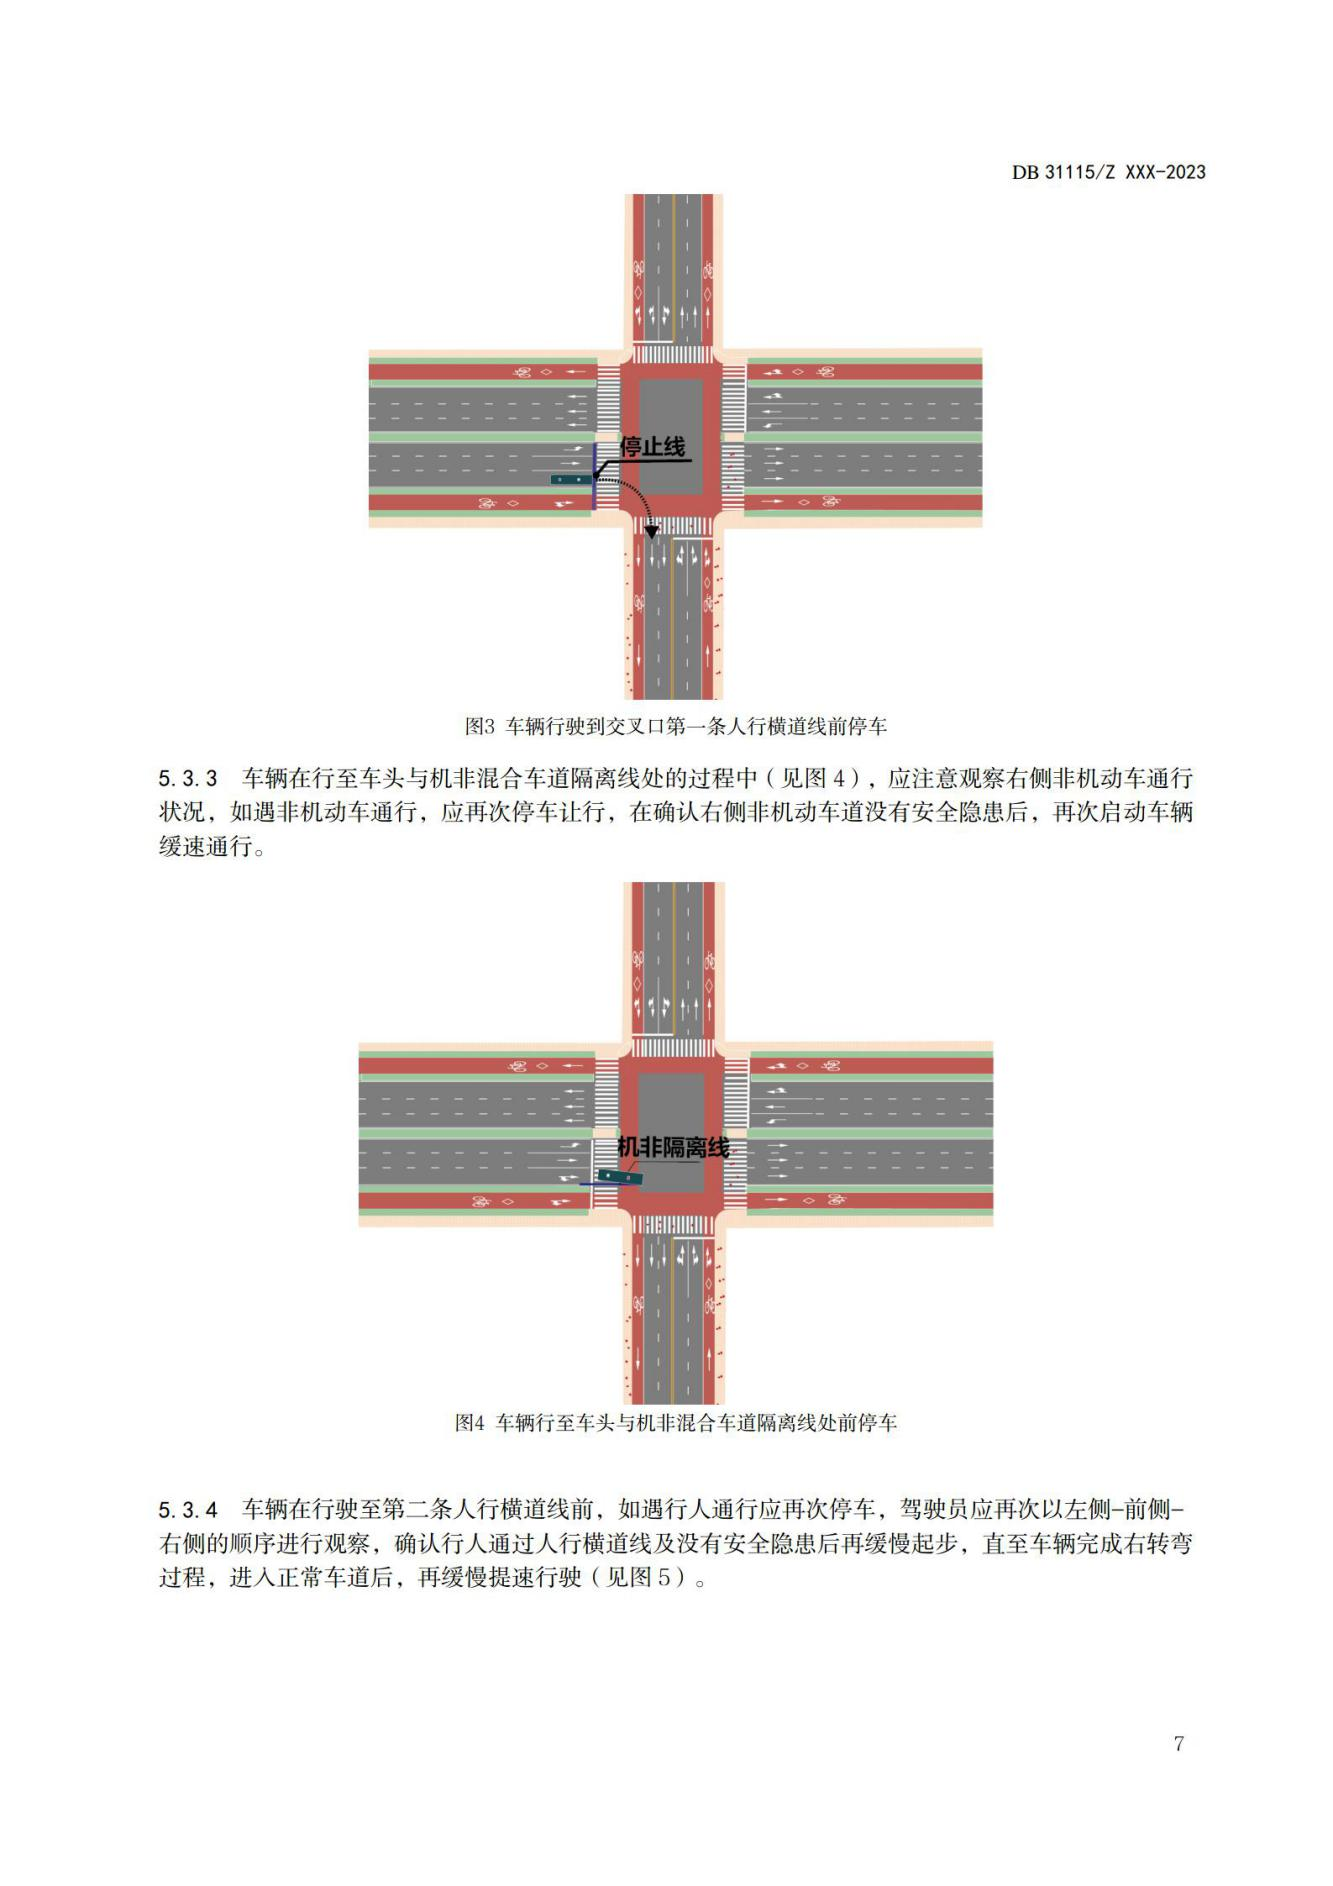 DB 31115/Z XXX-2023
停止线
图3 车辆行驶到交叉口第一条人行横道线前停车
5.3.3 车辆在行至车头与机非混合车道隔离线处的过程中（见图 4），应注意观察右侧非机动车通行
状况，如遇非机动车通行，应再次停车让行，在确认右侧非机动车道没有安全隐患后，再次启动车辆
缓速通行。
机非隔离线
图4 车辆行至车头与机非混合车道隔离线处前停车
5.3.4 车辆在行驶至第二条人行横道线前，如遇行人通行应再次停车，驾驶员应再次以左侧-前侧-
右侧的顺序进行观察，确认行人通过人行横道线及没有安全隐患后再缓慢起步，直至车辆完成右转弯
过程，进入正常车道后，再缓慢提速行驶（见图 5）。
7